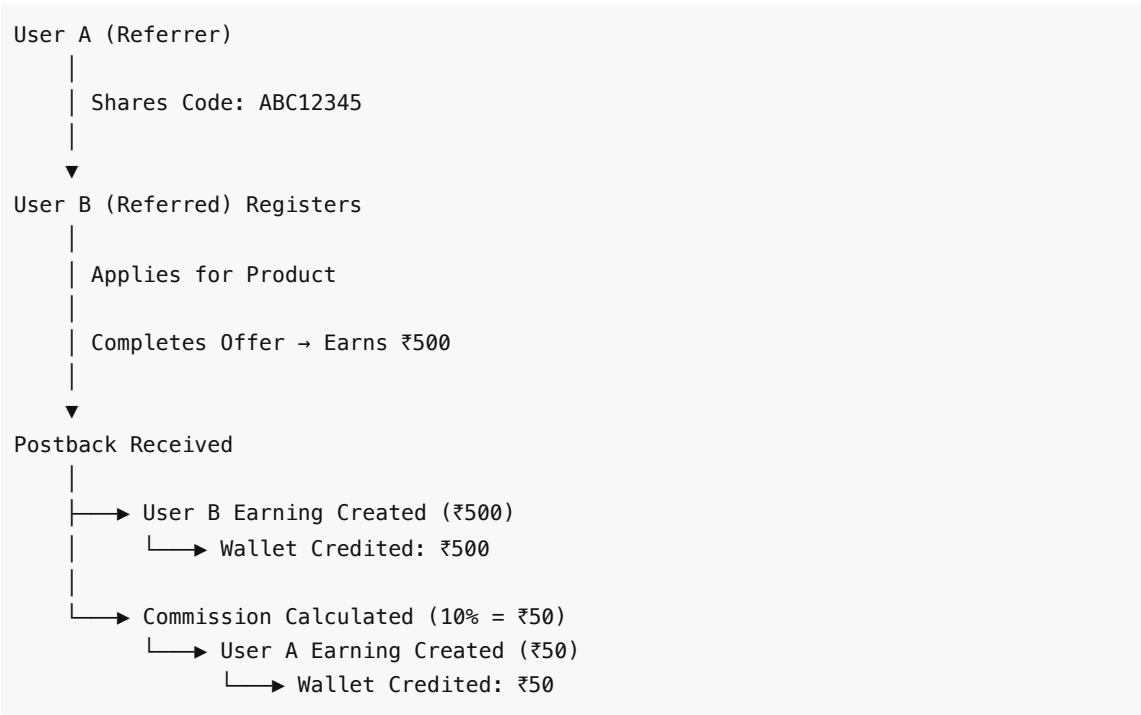 User A (Referrer)
│
│ Shares Code: ABC12345
│
▼
User B (Referred) Registers
│
│ Applies for Product
│
│ Completes Offer → Earns ₹500
│
▼
Postback Received
│
├───▶ User B Earning Created (₹500)
│     └───▶ Wallet Credited: ₹500
│
└───▶ Commission Calculated (10% = ₹50)
└───▶ User A Earning Created (₹50)
└───▶ Wallet Credited: ₹50